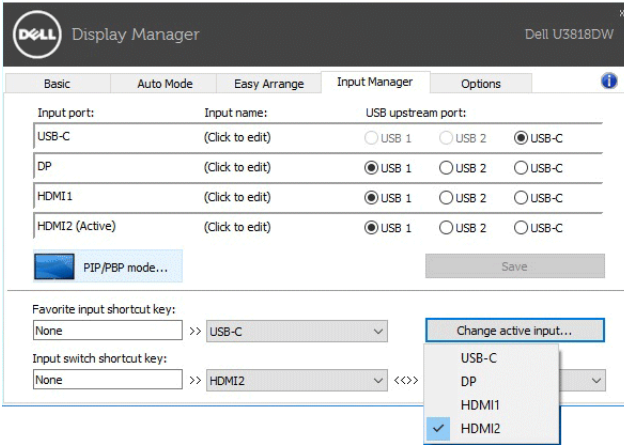 DELL Display Manager Dell U3818DW
Basic Auto Mode Easy Arrange Input Manager Options
Input port: Input name: USB upstream port:
USB-C (Click to edit) USB 1 USB 2 USB-C
DP (Click to edit) USB 1 USB 2 USB-C
HDMI1 (Click to edit) USB 1 USB 2 USB-C
HDMI2 (Active) (Click to edit) USB 1 USB 2 USB-C
PIP/PBP mode... Save
Favorite input shortcut key:
None >> USB-C Change active input...
Input switch shortcut key:
None >> HDMI2 <<>>
USB-C
DP
HDMI1
HDMI2